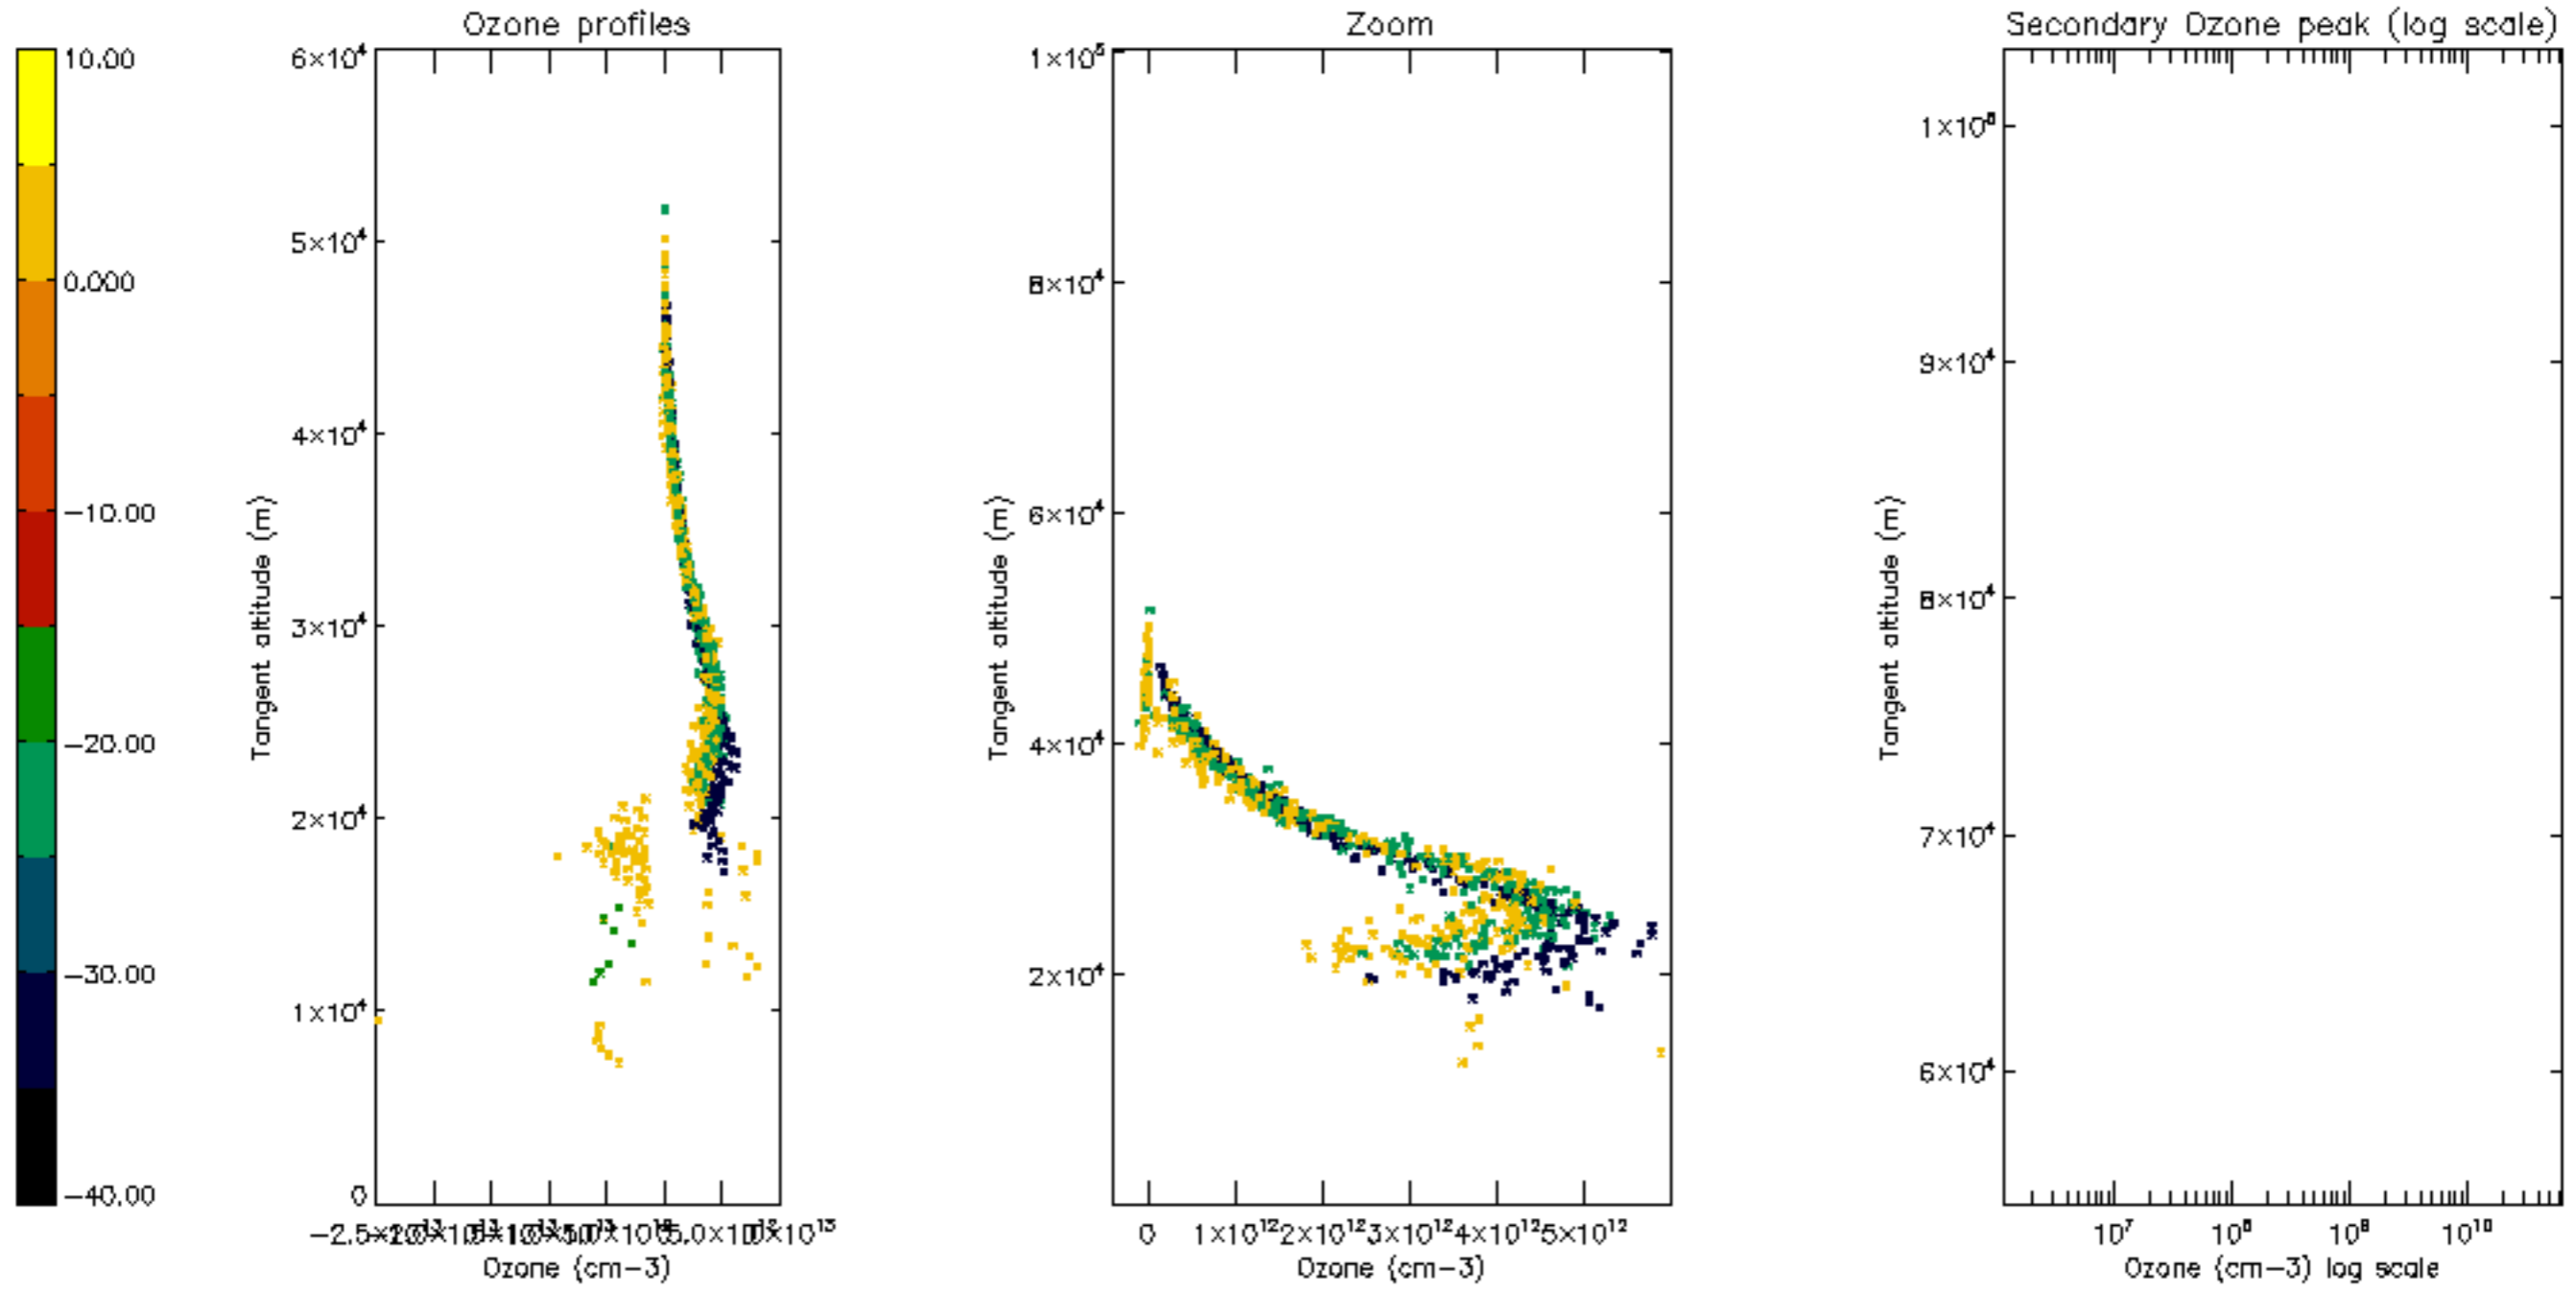 Ozone profiles
Zoom
Secondary Ozone peak (log scale)
10.00
0.000
−10.00
−20.00
−30.00
−40.00
6×10⁴
5×10⁴
4×10⁴
3×10⁴
2×10⁴
1×10⁴
0
Tangent altitude (m)
Ozone (cm−3)
1×10⁵
8×10⁴
6×10⁴
4×10⁴
2×10⁴
Tangent altitude (m)
0 1×10¹² 2×10¹² 3×10¹² 4×10¹² 5×10¹²
Ozone (cm−3)
1×10⁵
9×10⁴
8×10⁴
7×10⁴
6×10⁴
Tangent altitude (m)
10⁷ 10⁸ 10⁹ 10¹⁰
Ozone (cm−3) log scale